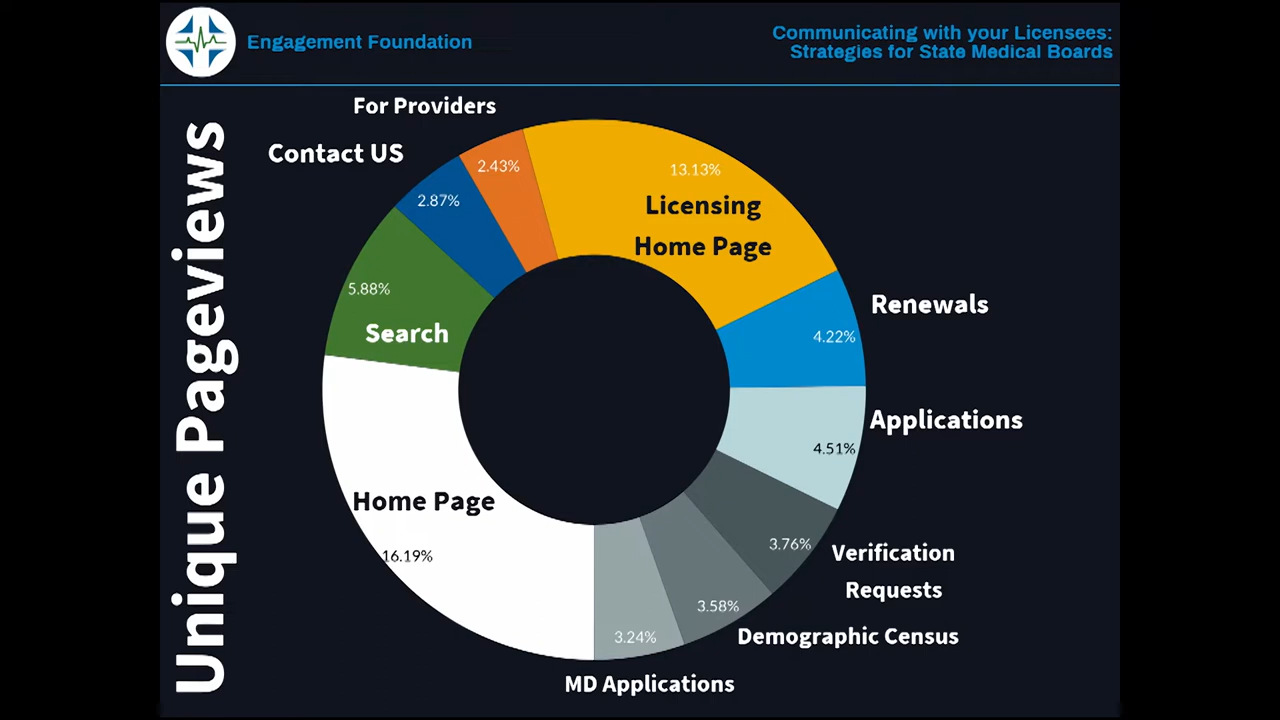 Engagement Foundation
Communicating with your Licensees:
Strategies for State Medical Boards
Unique Pageviews
For Providers
2.43%
Contact US
2.87%
13.13%
Licensing
Home Page
Renewals
4.22%
5.88%
Search
Applications
4.51%
Home Page
16.19%
3.76%
Verification
Requests
3.58%
Demographic Census
3.24%
MD Applications